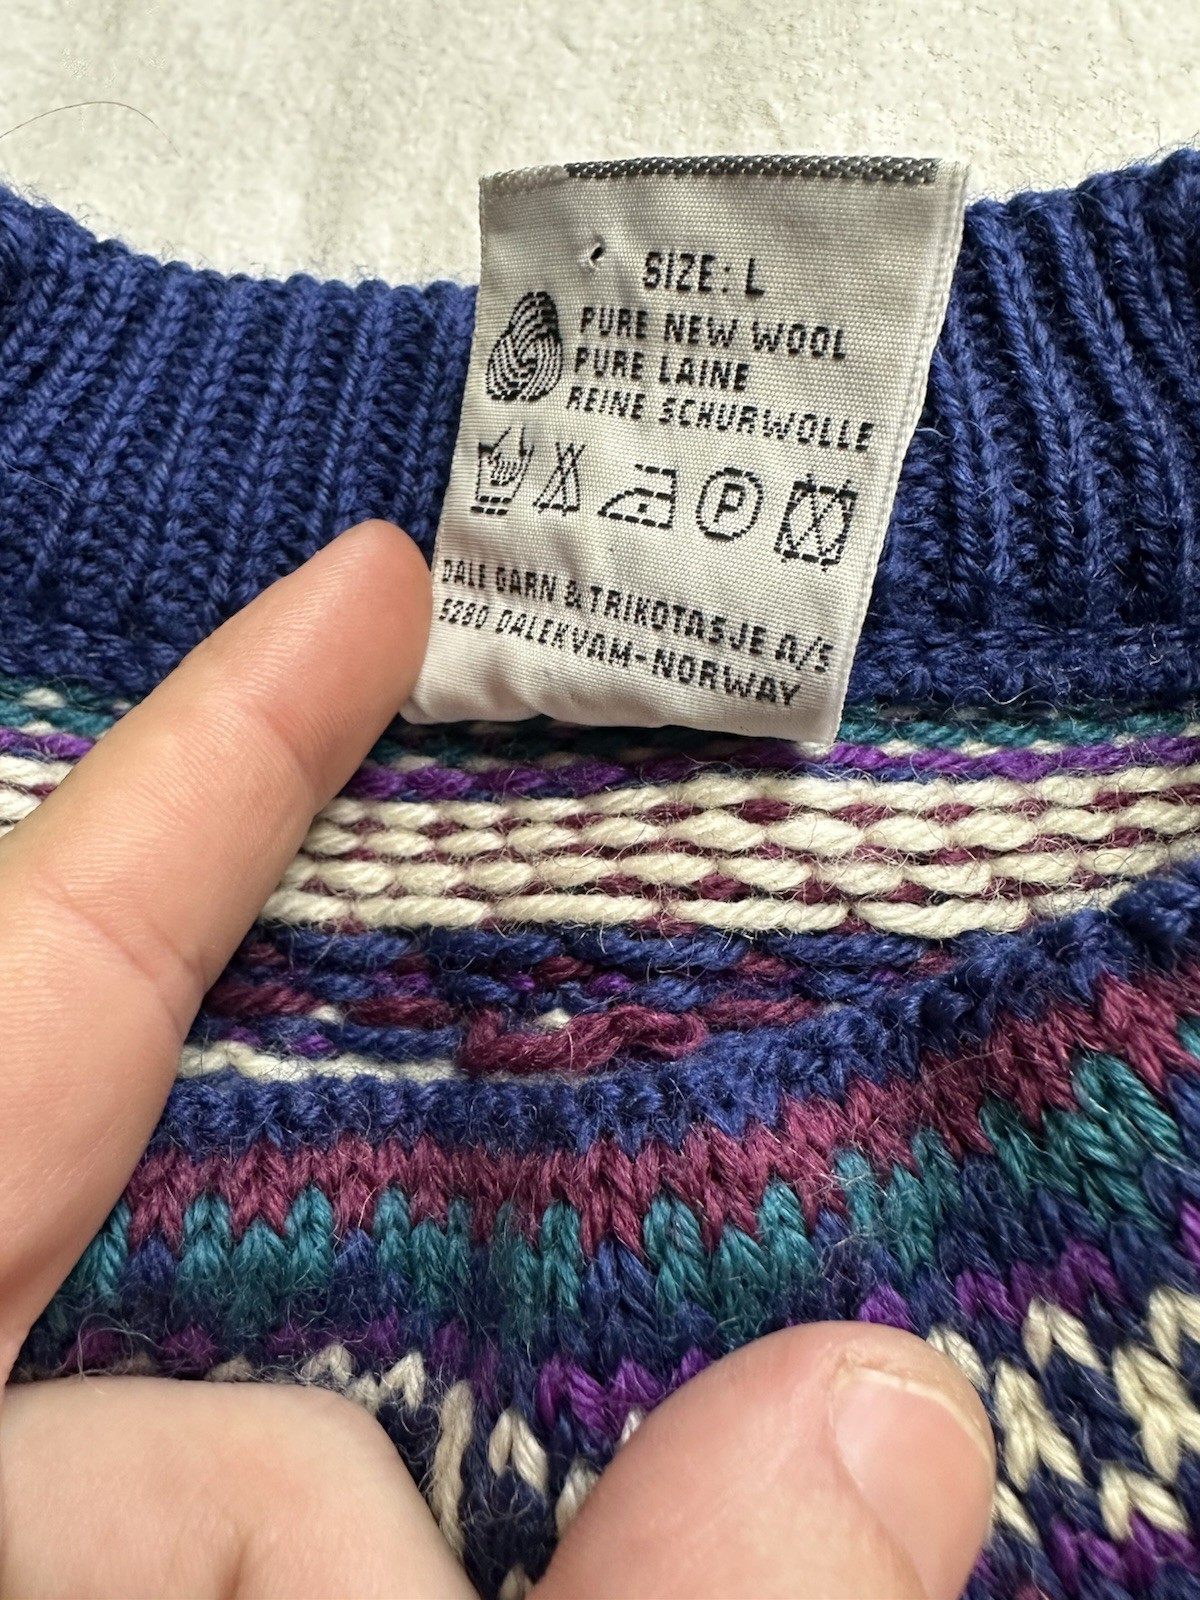 SIZE: L
PURE NEW WOOL
PURE LAINE
REINE SCHURWOLLE
P
DALE GARN & TRIKOTASJE A/S
5280 DALEKVAM-NORWAY